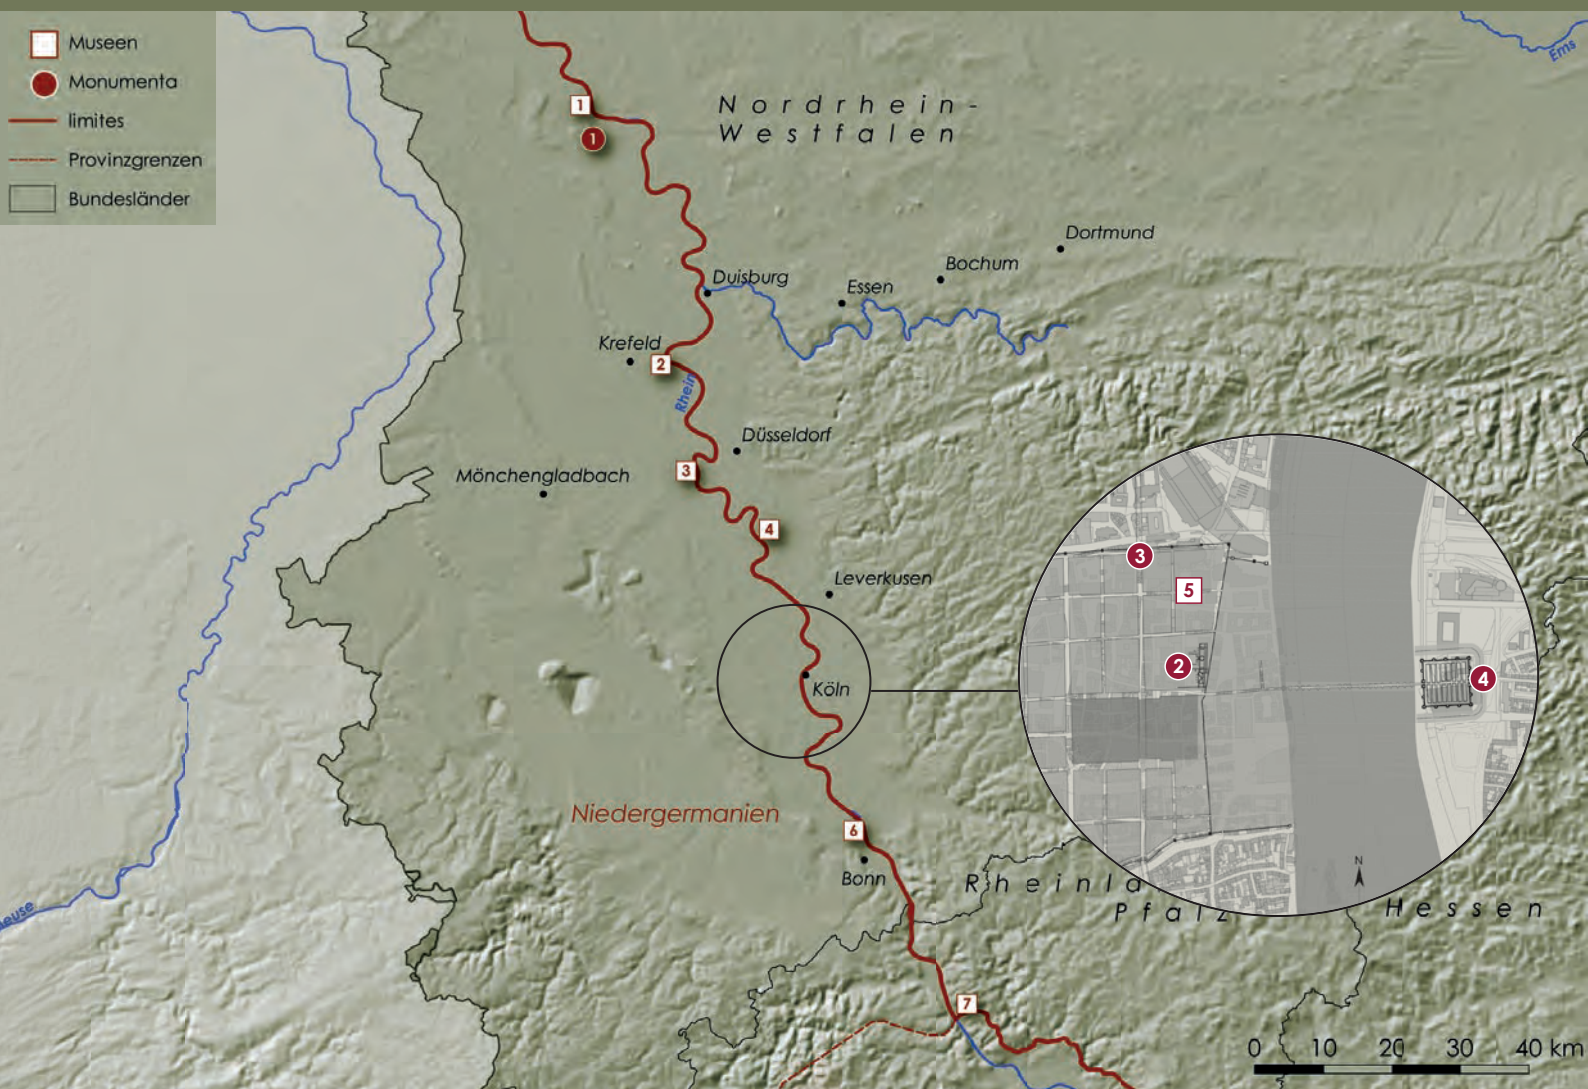 Museen
Monumenta
limites
Provinzgrenzen
Bundesländer
Ems
Nordrhein-
Westfalen
1
1
Dortmund
Bochum
Duisburg
Essen
Krefeld
2
Rhein
Düsseldorf
3
Mönchengladbach
4
Leverkusen
3
5
2
4
Köln
Niedergermanien
6
Bonn
N
Rheinla
Pfalz
Hessen
euse
7
0 10 20 30 40 km